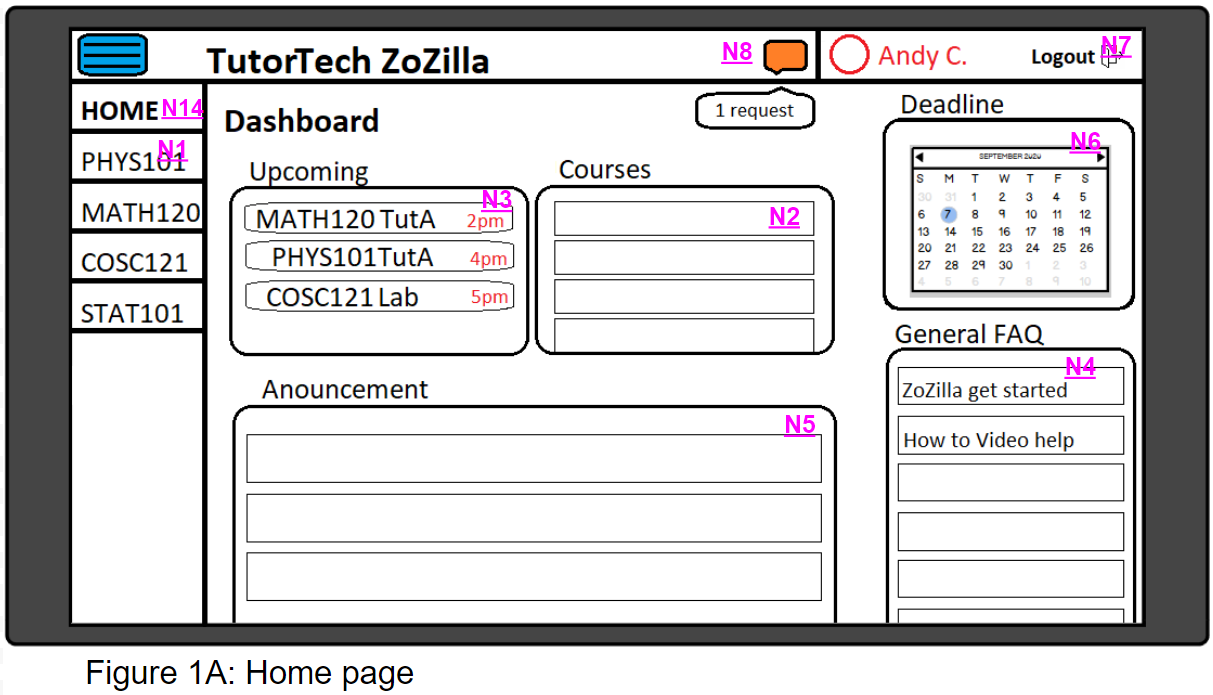 TutorTech ZoZilla N8 Andy C. Logout N7
HOME N14
PHYS101 N1
MATH120
COSC121
STAT101
Dashboard
1 request
Upcoming
N3
MATH120 TutA 2pm
PHYS101TutA 4pm
COSC121 Lab 5pm
Courses
N2
Anouncement
N5
Deadline
N6
SEPTEMBER 2020
S M T W T F S
30 31 1 2 3 4 5
6 7 8 9 10 11 12
13 14 15 16 17 18 19
20 21 22 23 24 25 26
27 28 29 30 1 2 3
4 5 6 7 8 9 10
General FAQ
N4
ZoZilla get started
How to Video help
Figure 1A: Home page